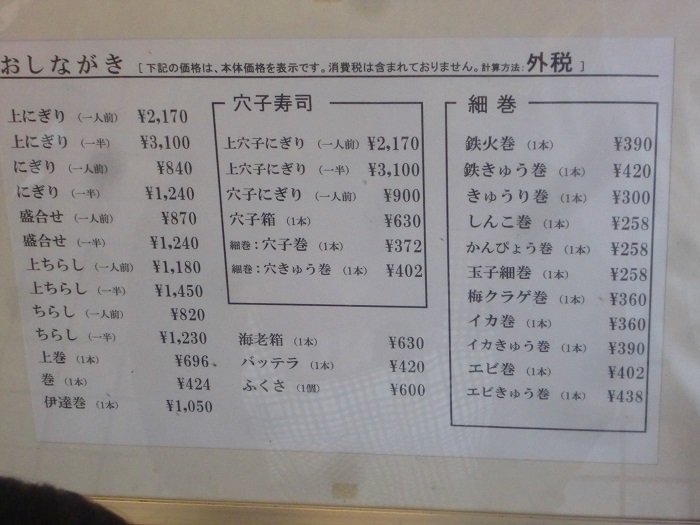 おしながき [下記の価格は、本体価格を表示です。消費税は含まれておりません。計算方法:外税]
上にぎり (一人前) ¥2,170
上にぎり (一半) ¥3,100
にぎり (一人前) ¥840
にぎり (一半) ¥1,240
盛合せ (一人前) ¥870
盛合せ (一半) ¥1,240
上ちらし (一人前) ¥1,180
上ちらし (一半) ¥1,450
ちらし (一人前) ¥820
ちらし (一半) ¥1,230
上巻 (1本) ¥696
巻 (1本) ¥424
伊達巻 (1本) ¥1,050
穴子寿司
上穴子にぎり (一人前) ¥2,170
上穴子にぎり (一半) ¥3,100
穴子にぎり (一人前) ¥900
穴子箱 (1本) ¥630
細巻:穴子巻 (1本) ¥372
細巻:穴きゅう巻 (1本) ¥402
海老箱 (1本) ¥630
バッテラ (1本) ¥420
ふくさ (1個) ¥600
細巻
鉄火巻 (1本) ¥390
鉄きゅう巻 (1本) ¥420
きゅうり巻 (1本) ¥300
しんこ巻 (1本) ¥258
かんぴょう巻 (1本) ¥258
玉子細巻 (1本) ¥258
梅クラゲ巻 (1本) ¥360
イカ巻 (1本) ¥360
イカきゅう巻 (1本) ¥390
エビ巻 (1本) ¥402
エビきゅう巻 (1本) ¥438